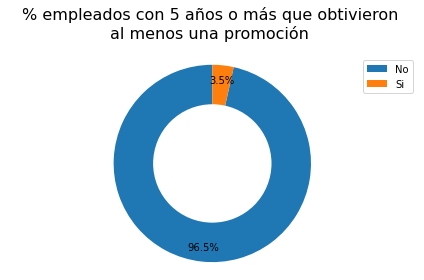 % empleados con 5 años o más que obtivieron
al menos una promoción
No
Si
3.5%
96.5%